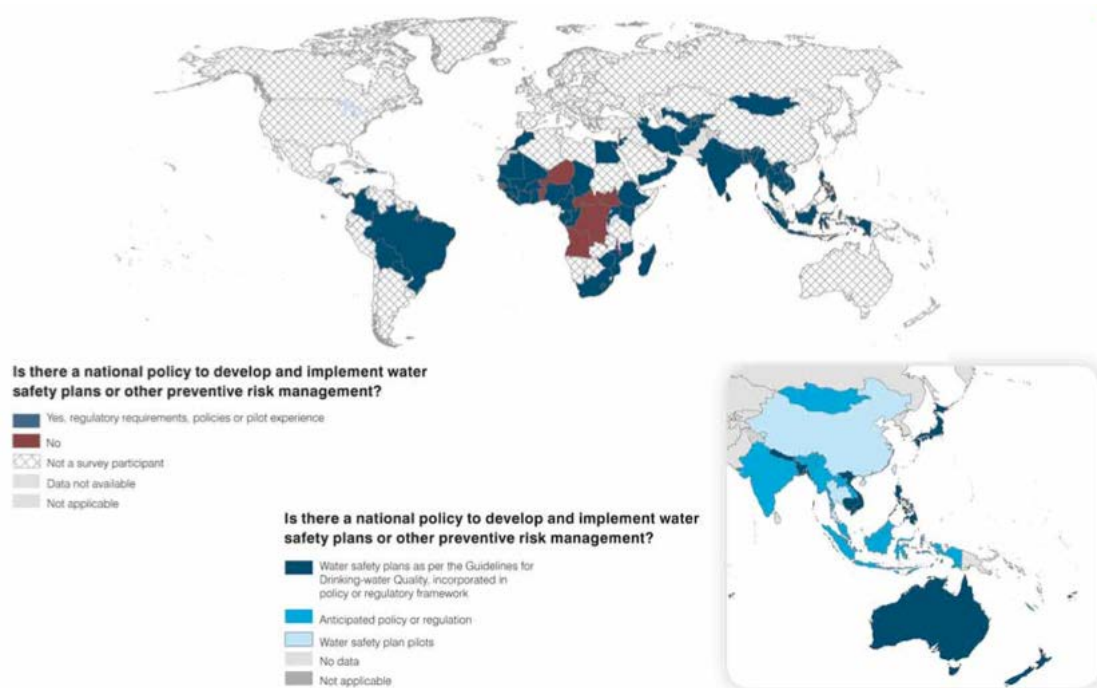 Is there a national policy to develop and implement water
safety plans or other preventive risk management?
Yes, regulatory requirements, policies or pilot experience
No
Not a survey participant
Data not available
Not applicable
Is there a national policy to develop and implement water
safety plans or other preventive risk management?
Water safety plans as per the Guidelines for
Drinking-water Quality, incorporated in
policy or regulatory framework
Anticipated policy or regulation
Water safety plan pilots
No data
Not applicable